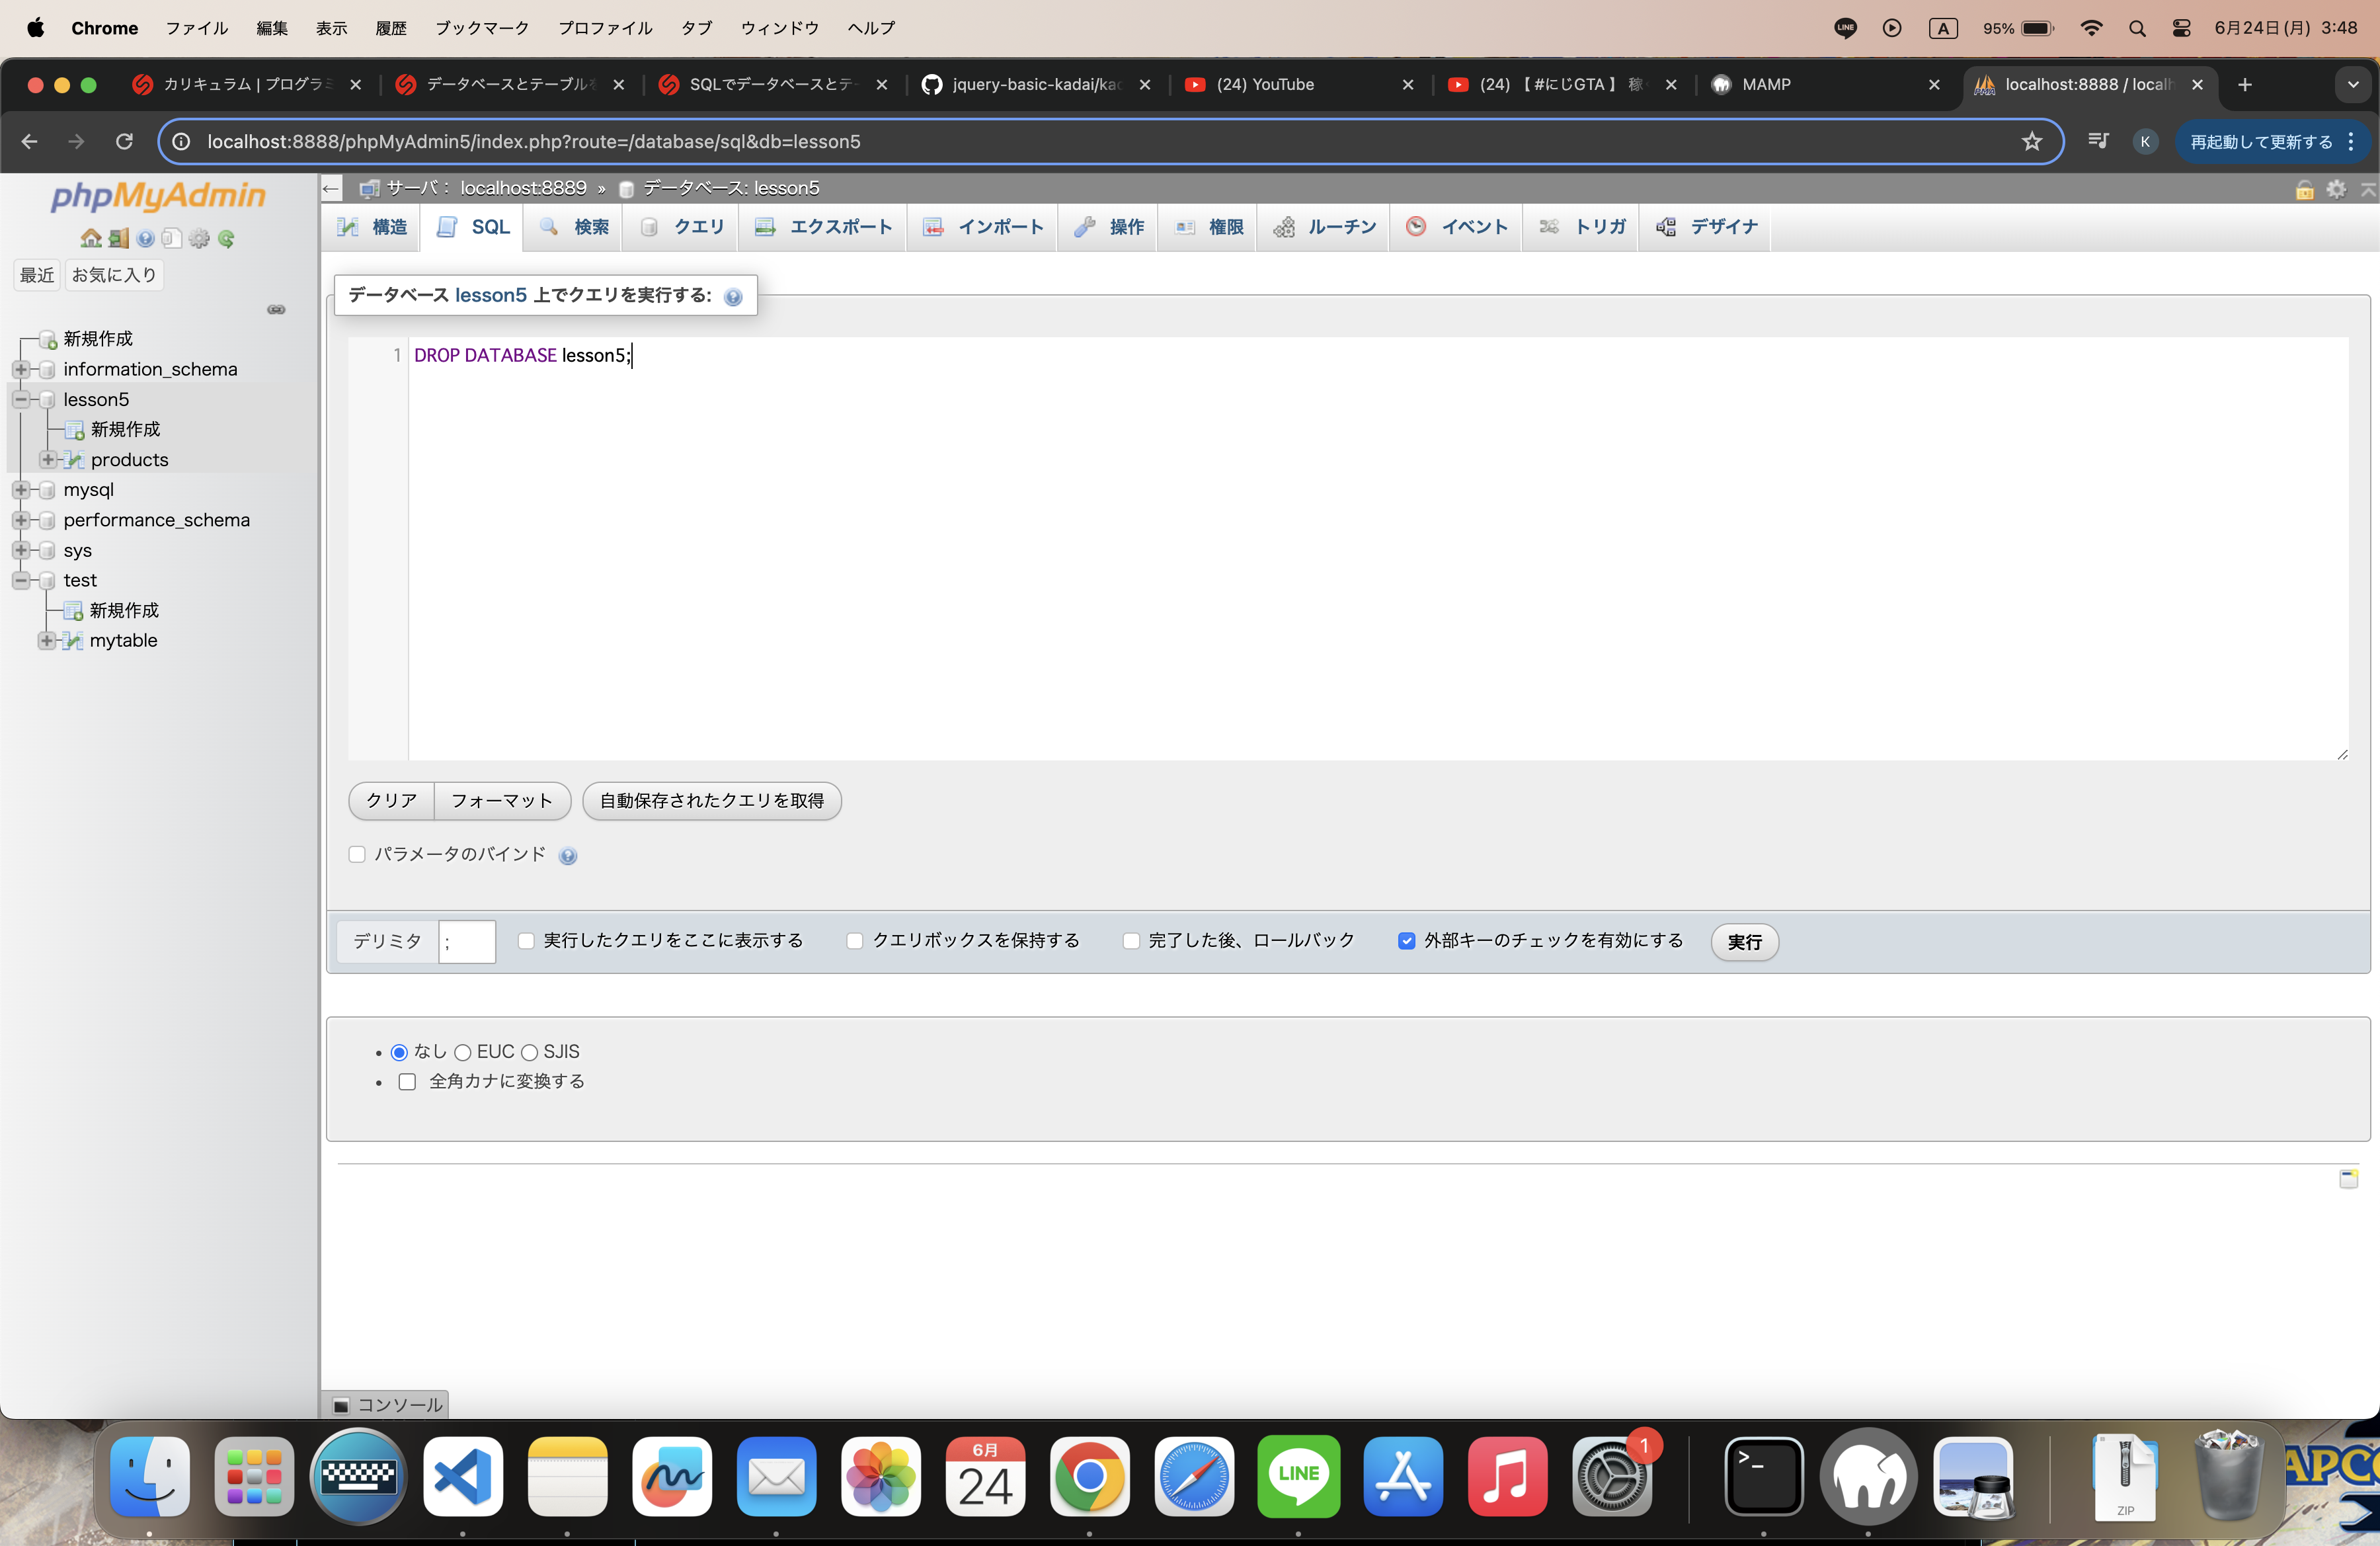 Chrome ファイル 編集 表示 履歴 ブックマーク プロファイル タブ ウィンドウ ヘルプ LINE A 95% 6月24日(月) 3:48
カリキュラム | プログラミ データベースとテーブルを SQLでデータベースとテー jquery-basic-kadai/kad (24) YouTube (24) 【 #にじGTA 】 稼 MAMP localhost:8888 / localh
localhost:8888/phpMyAdmin5/index.php?route=/database/sql&db=lesson5 K 再起動して更新する
phpMyAdmin
最近 お気に入り
新規作成
information_schema
lesson5
新規作成
products
mysql
performance_schema
sys
test
新規作成
mytable
サーバ: localhost:8889 » データベース: lesson5
構造 SQL 検索 クエリ エクスポート インポート 操作 権限 ルーチン イベント トリガ デザイナ
データベース lesson5 上でクエリを実行する:
1 DROP DATABASE lesson5;
クリア フォーマット 自動保存されたクエリを取得
パラメータのバインド
デリミタ ; 実行したクエリをここに表示する クエリボックスを保持する 完了した後、ロールバック 外部キーのチェックを有効にする 実行
なし EUC SJIS
全角カナに変換する
コンソール
6月
24
LINE
1
ZIP